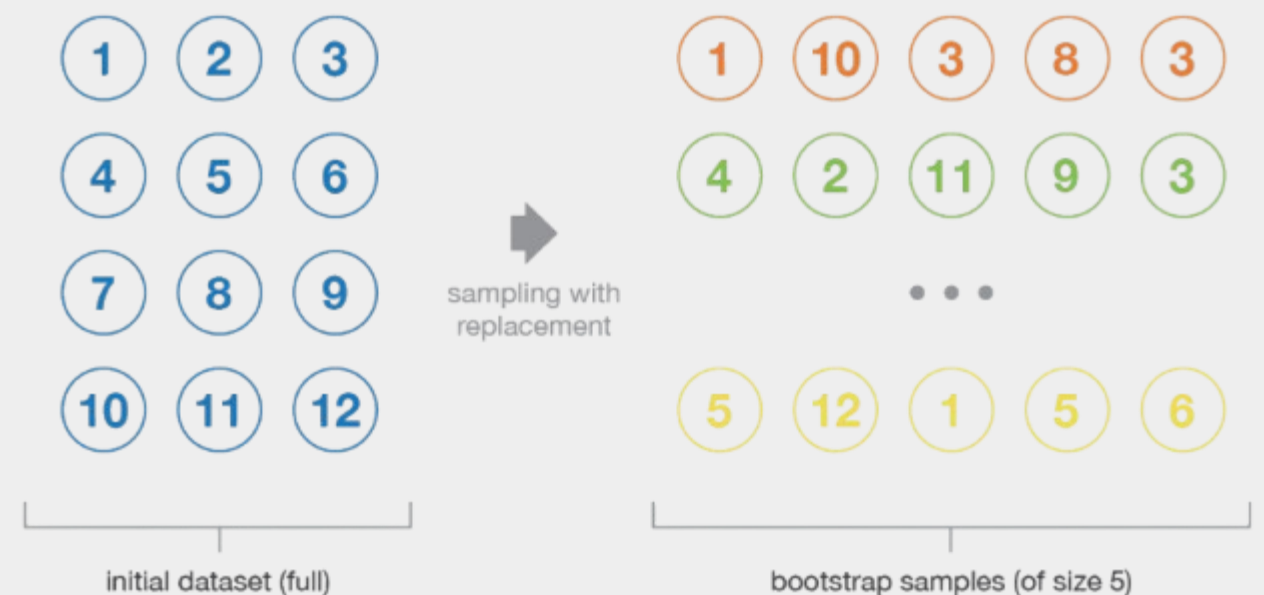 1 2 3 1 10 3 8 3
4 5 6 4 2 11 9 3
sampling with
replacement
7 8 9
10 11 12 5 12 1 5 6
initial dataset (full) bootstrap samples (of size 5)